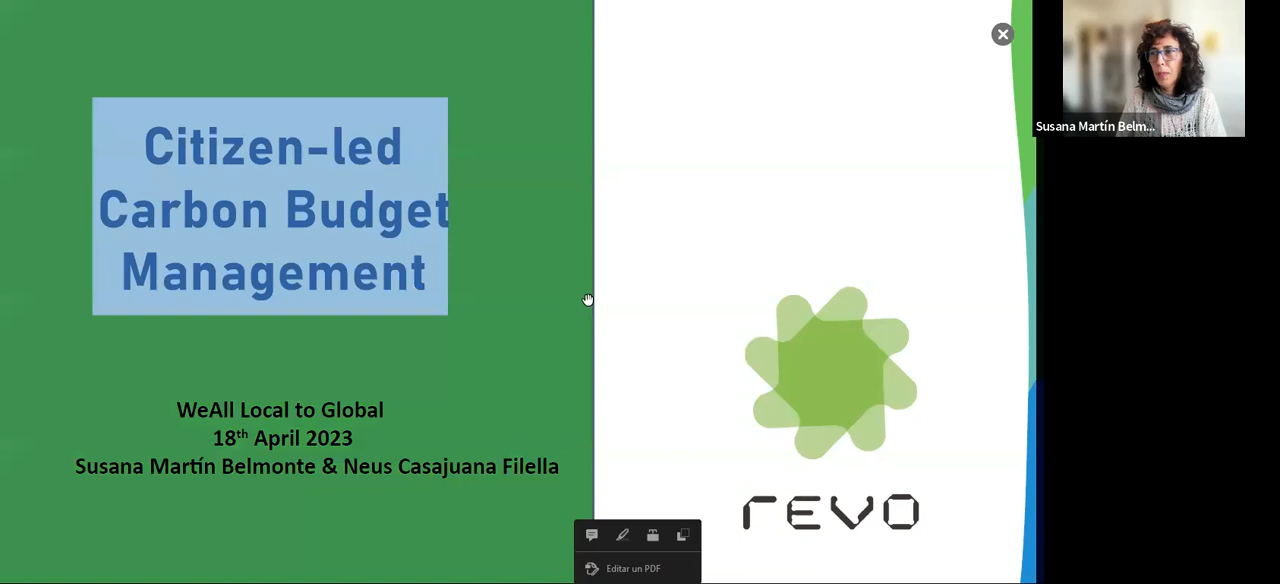 Citizen-led
Carbon Budget
Management
WeAll Local to Global
18th April 2023
Susana Martín Belmonte & Neus Casajuana Filella
revo
Editar un PDF
Susana Martín Belm...